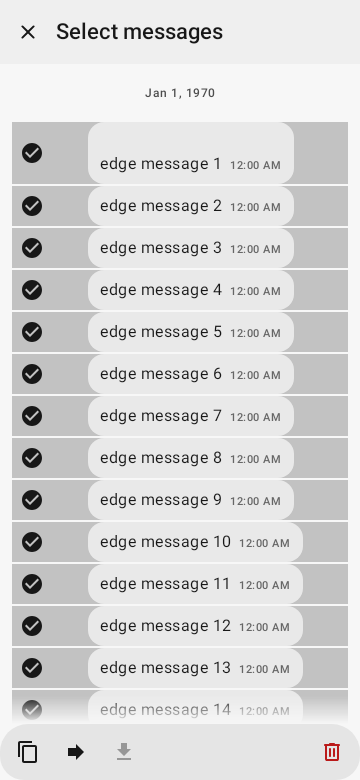 Select messages
Jan 1, 1970
edge message 1 12:00 AM
edge message 2 12:00 AM
edge message 3 12:00 AM
edge message 4 12:00 AM
edge message 5 12:00 AM
edge message 6 12:00 AM
edge message 7 12:00 AM
edge message 8 12:00 AM
edge message 9 12:00 AM
edge message 10 12:00 AM
edge message 11 12:00 AM
edge message 12 12:00 AM
edge message 13 12:00 AM
edge message 14 12:00 AM